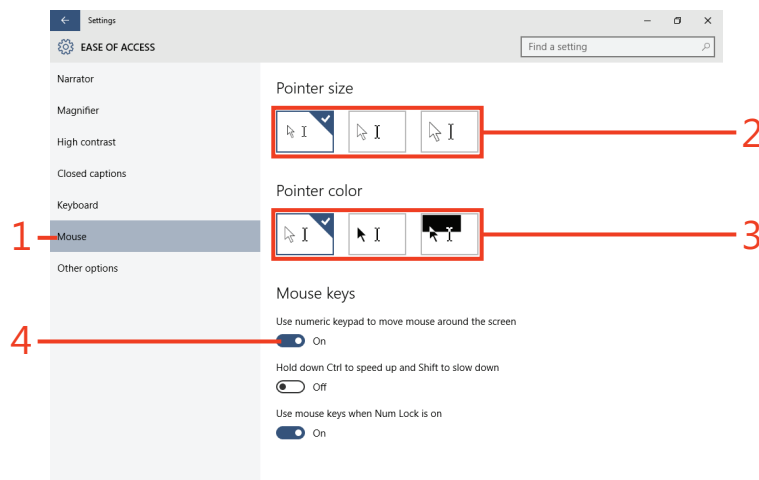 Settings
EASE OF ACCESS
Find a setting
Narrator
Magnifier
High contrast
Closed captions
Keyboard
Mouse
Other options
Pointer size
Pointer color
Mouse keys
Use numeric keypad to move mouse around the screen
On
Hold down Ctrl to speed up and Shift to slow down
Off
Use mouse keys when Num Lock is on
On
1
2
3
4